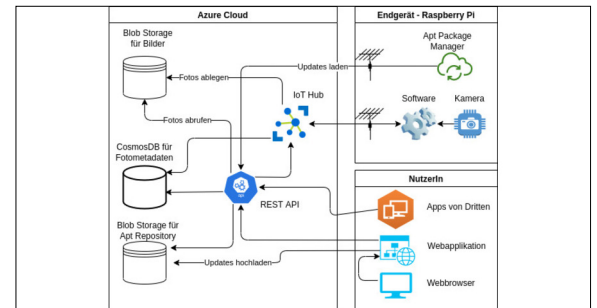 Azure Cloud
Blob Storage
für Bilder
Fotos ablegen
IoT Hub
Fotos abrufen
CosmosDB für
Fotometadaten
REST API
Blob Storage für
Apt Repository
Updates hochladen
Updates laden
Endgerät - Raspberry Pi
Apt Package
Manager
Software
Kamera
NutzerIn
Apps von Dritten
Webapplikation
Webbrowser